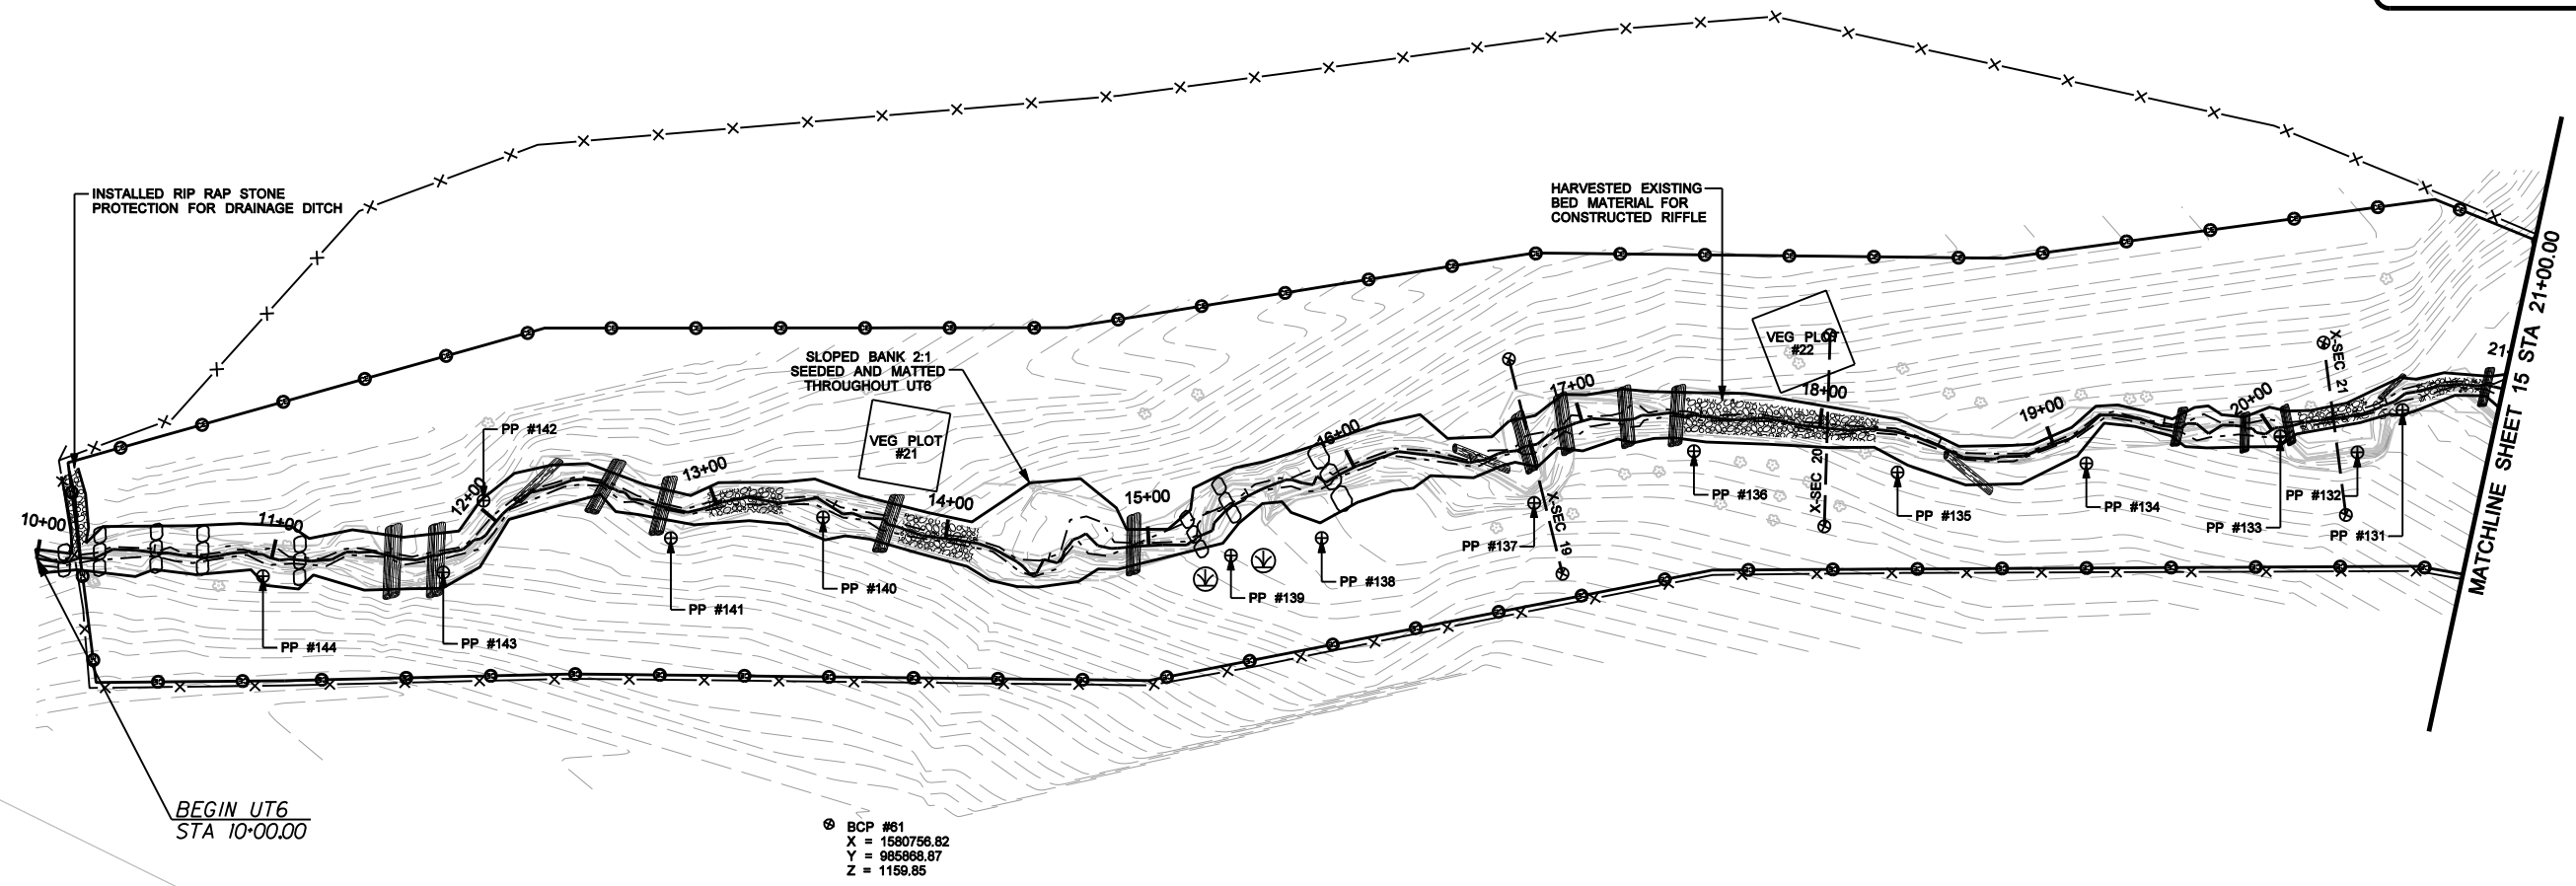 INSTALLED RIP RAP STONE
PROTECTION FOR DRAINAGE DITCH
HARVESTED EXISTING
BED MATERIAL FOR
CONSTRUCTED RIFFLE
SLOPED BANK 2:1
SEEDED AND MATTED
THROUGHOUT UT6
VEG PLOT
#21
VEG PLOT
#22
10+00
11+00
12+00
13+00
14+00
15+00
16+00
17+00
18+00
19+00
20+00
21
X-SEC 19
X-SEC 20
X-SEC 21
PP #142
PP #144
PP #143
PP #141
PP #140
PP #139
PP #138
PP #137
PP #136
PP #135
PP #134
PP #133
PP #132
PP #131
MATCHLINE SHEET 15 STA 21+00.00
BEGIN UT6
STA 10+00.00
BCP #61
X = 1580756.82
Y = 985868.87
Z = 1159.85